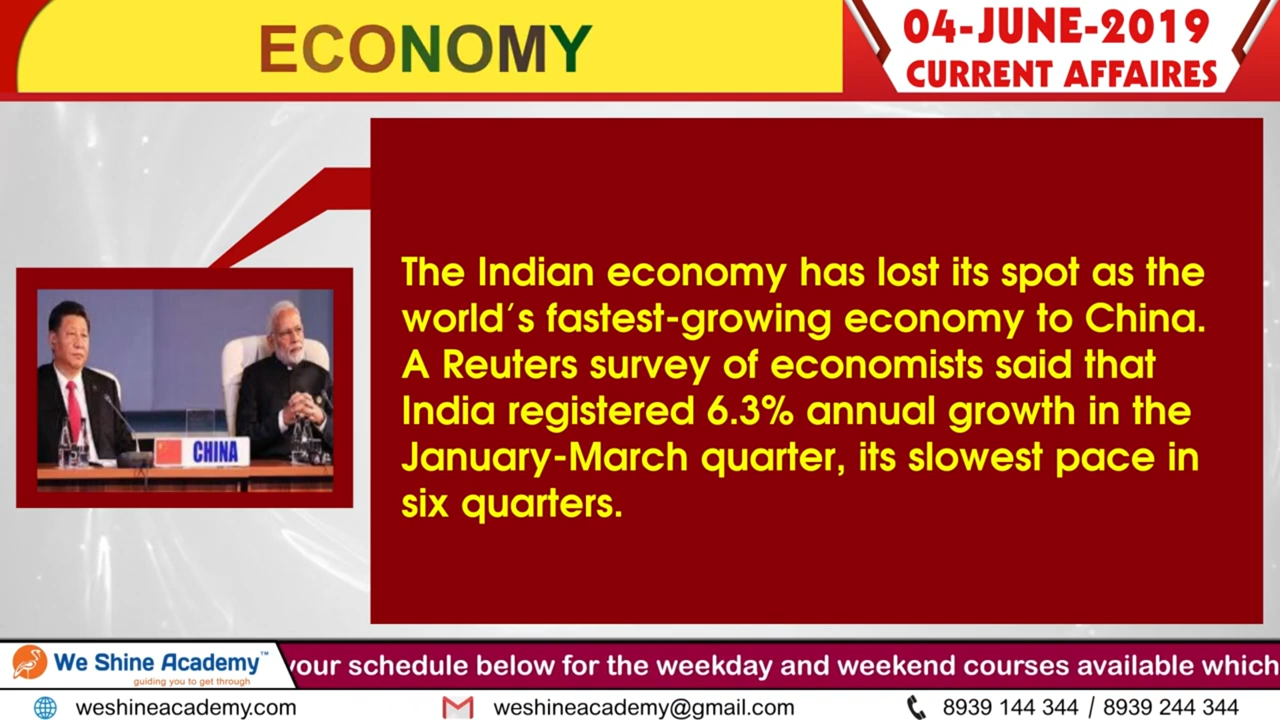 ECONOMY
04-JUNE-2019
CURRENT AFFAIRES
The Indian economy has lost its spot as the
world´s fastest-growing economy to China.
A Reuters survey of economists said that
India registered 6.3% annual growth in the
January-March quarter, its slowest pace in
six quarters.
CHINA
We Shine Academy™
guiding you to get through
your schedule below for the weekday and weekend courses available which
weshineacademy.com
weshineacademy@gmail.com
8939 144 344 / 8939 244 344